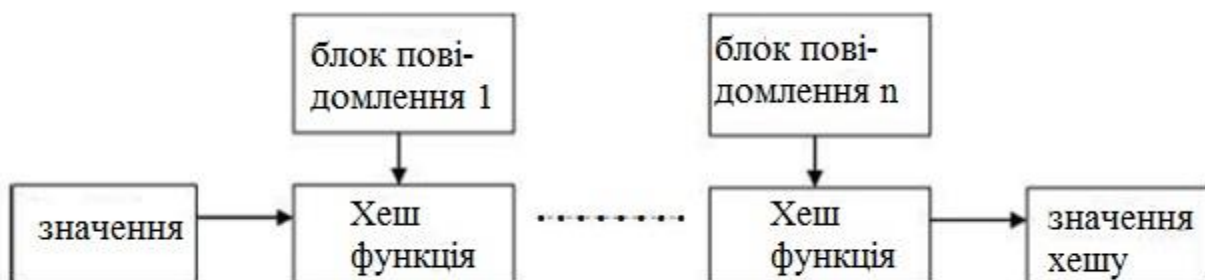 блок пові-
домлення 1
блок пові-
домлення n
значення
Хеш
функція
Хеш
функція
значення
хешу